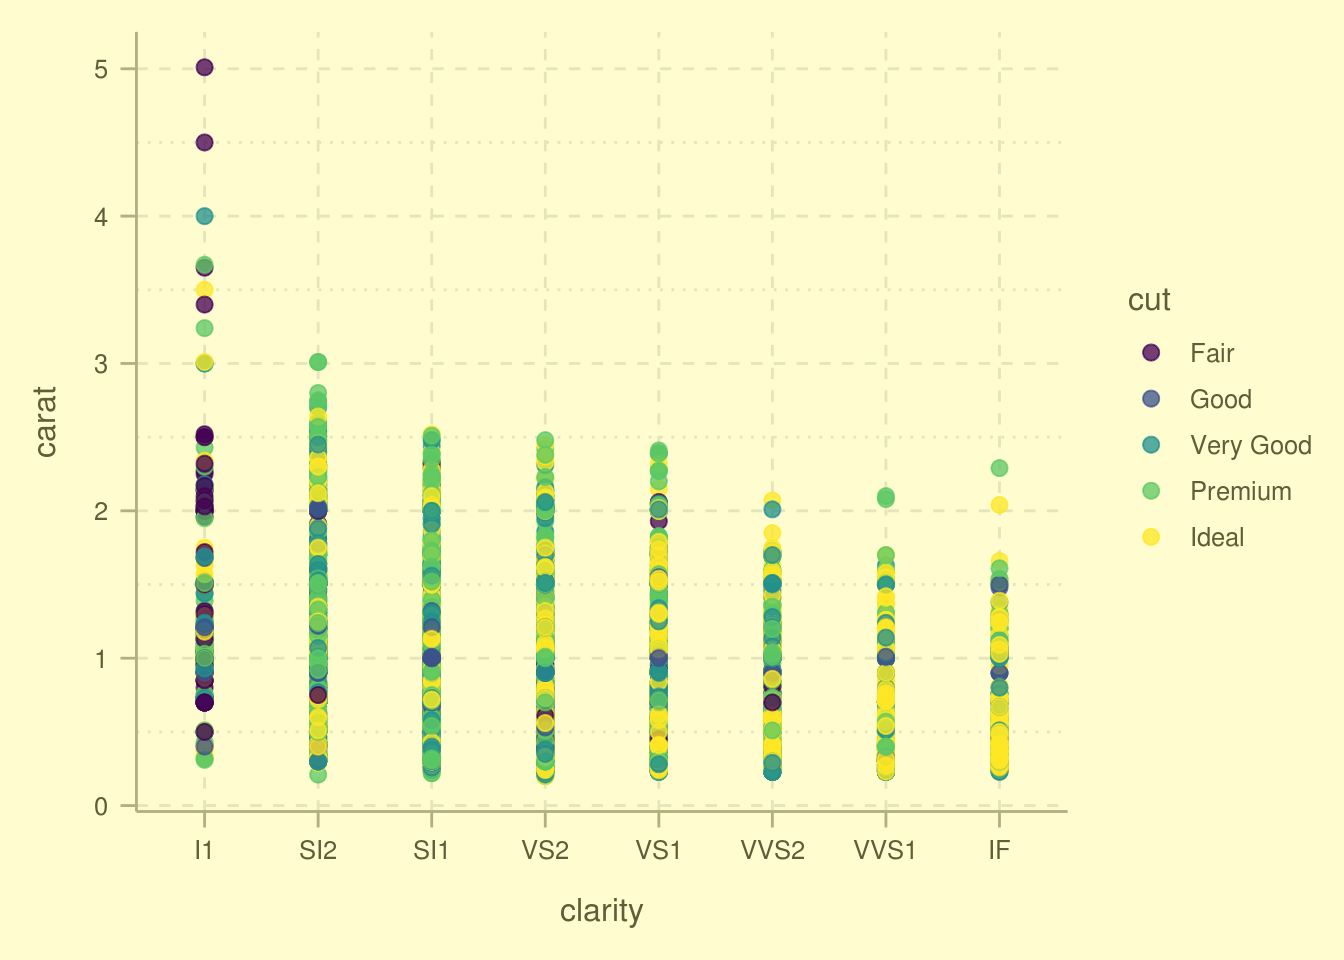 5
4
3
2
1
0
carat
I1 SI2 SI1 VS2 VS1 VVS2 VVS1 IF
clarity
cut
Fair
Good
Very Good
Premium
Ideal